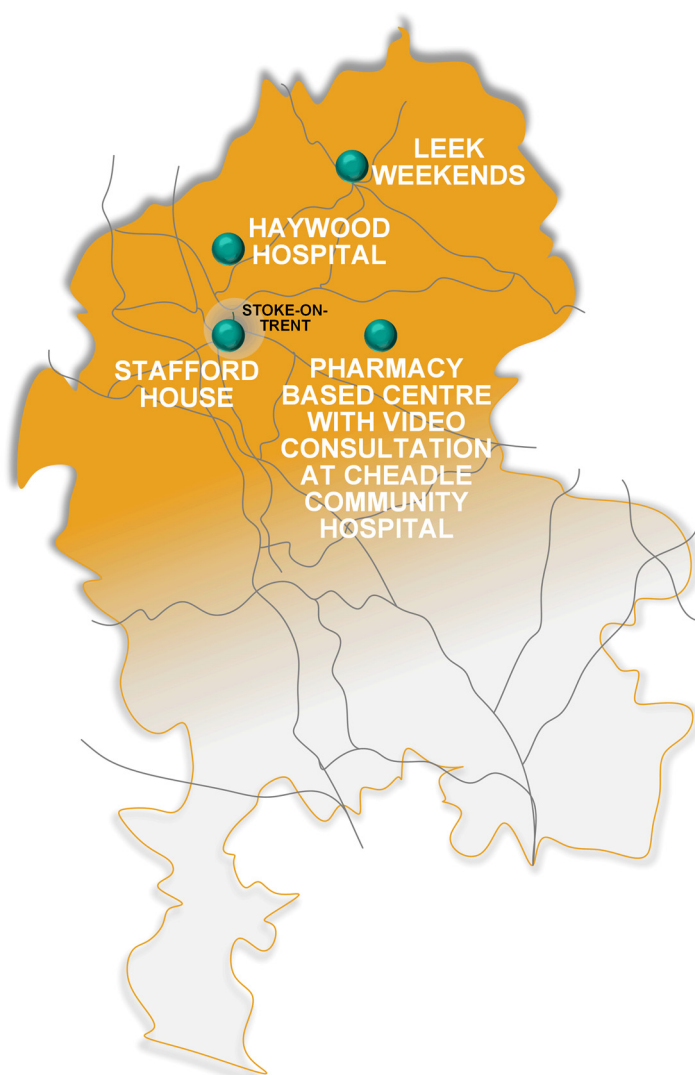 LEEK
WEEKENDS
HAYWOOD
HOSPITAL
STOKE-ON-
TRENT
STAFFORD
HOUSE
PHARMACY
BASED CENTRE
WITH VIDEO
CONSULTATION
AT CHEADLE
COMMUNITY
HOSPITAL